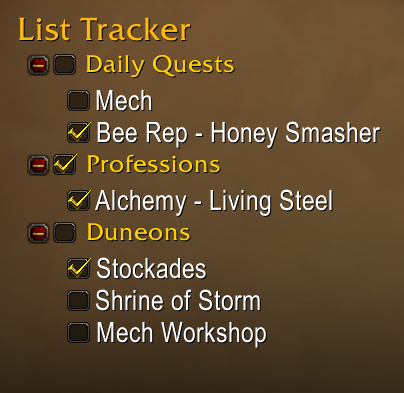 List Tracker
Daily Quests
Mech
Bee Rep - Honey Smasher
Professions
Alchemy - Living Steel
Duneons
Stockades
Shrine of Storm
Mech Workshop